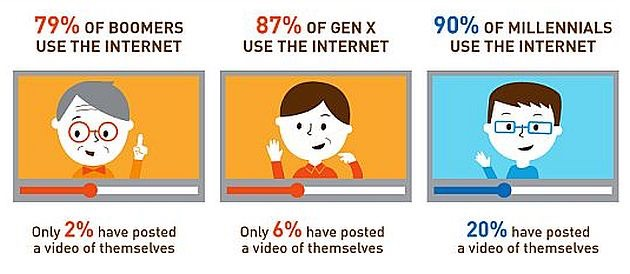 79% OF BOOMERS
USE THE INTERNET
87% OF GEN X
USE THE INTERNET
90% OF MILLENNIALS
USE THE INTERNET
Only 2% have posted
a video of themselves
Only 6% have posted
a video of themselves
20% have posted
a video of themselves